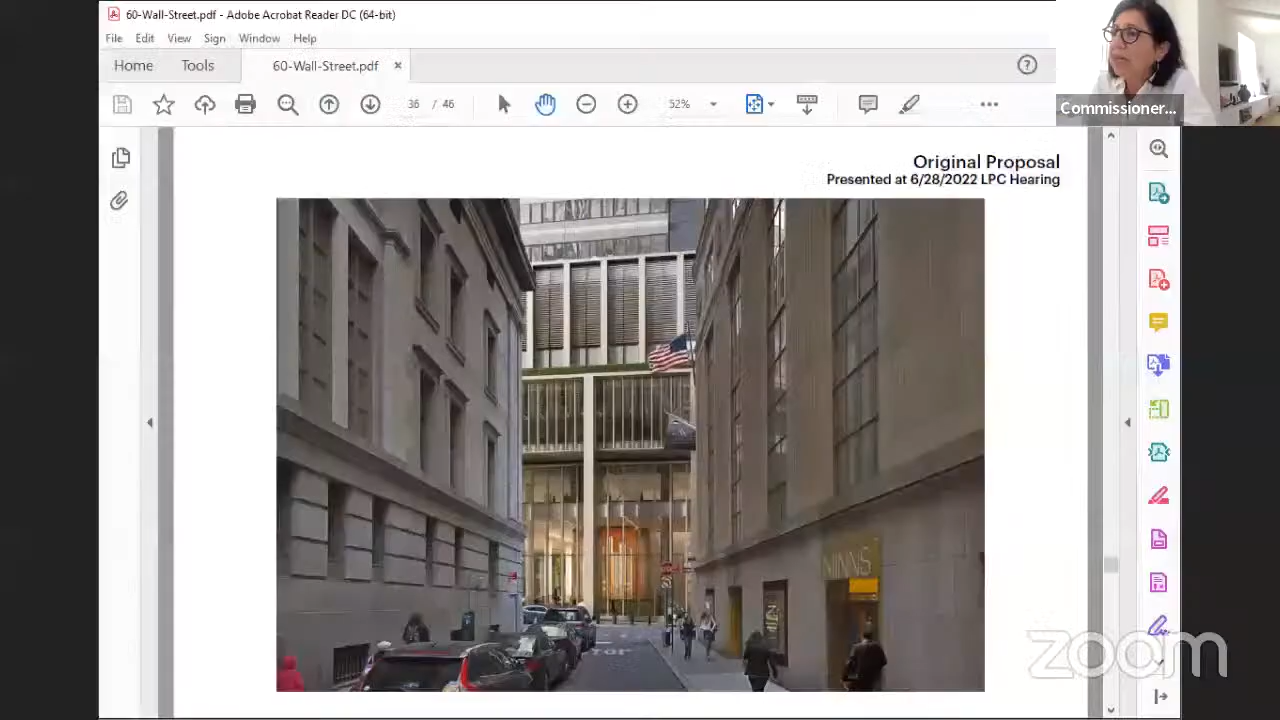 60-Wall-Street.pdf - Adobe Acrobat Reader DC (64-bit)
File Edit View Sign Window Help
Home Tools 60-Wall-Street.pdf ×
36 / 46 52%
Commissioner...
Original Proposal
Presented at 6/28/2022 LPC Hearing
NINNS
zoom